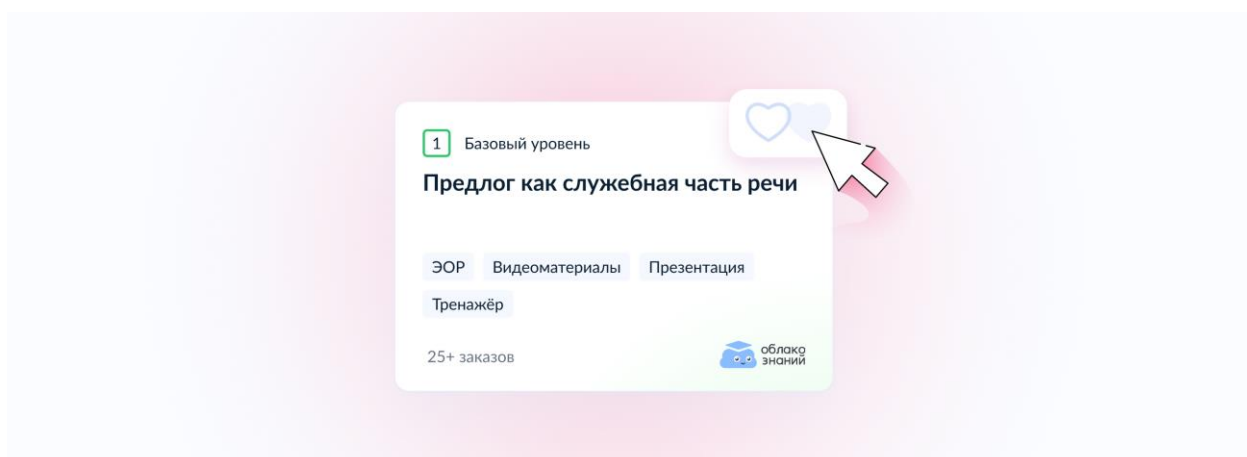 1 Базовый уровень
Предлог как служебная часть речи
ЭОР Видеоматериалы Презентация
Тренажёр
25+ заказов
облако
знаний